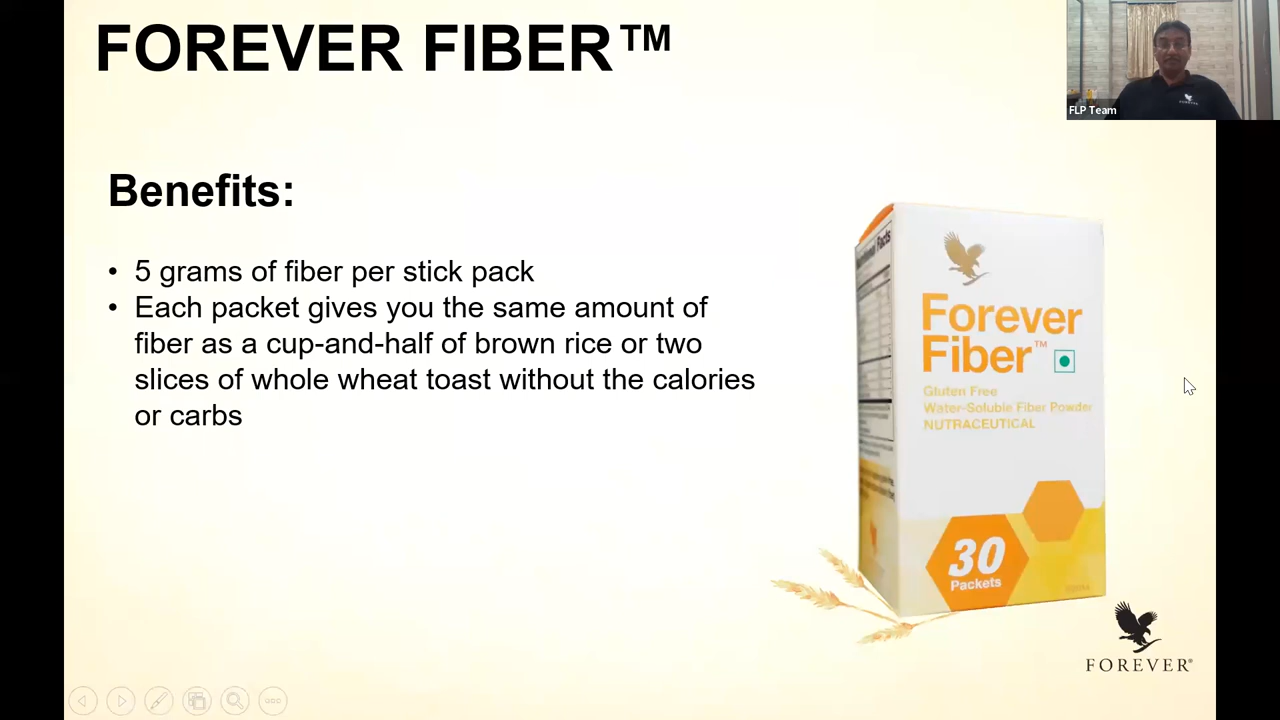 FOREVER FIBER™
FLP Team
FOREVER
Benefits:
• 5 grams of fiber per stick pack
• Each packet gives you the same amount of
fiber as a cup-and-half of brown rice or two
slices of whole wheat toast without the calories
or carbs
Forever
Fiber™
Gluten Free
Water-Soluble Fiber Powder
NUTRACEUTICAL
30
Packets
FOREVER®